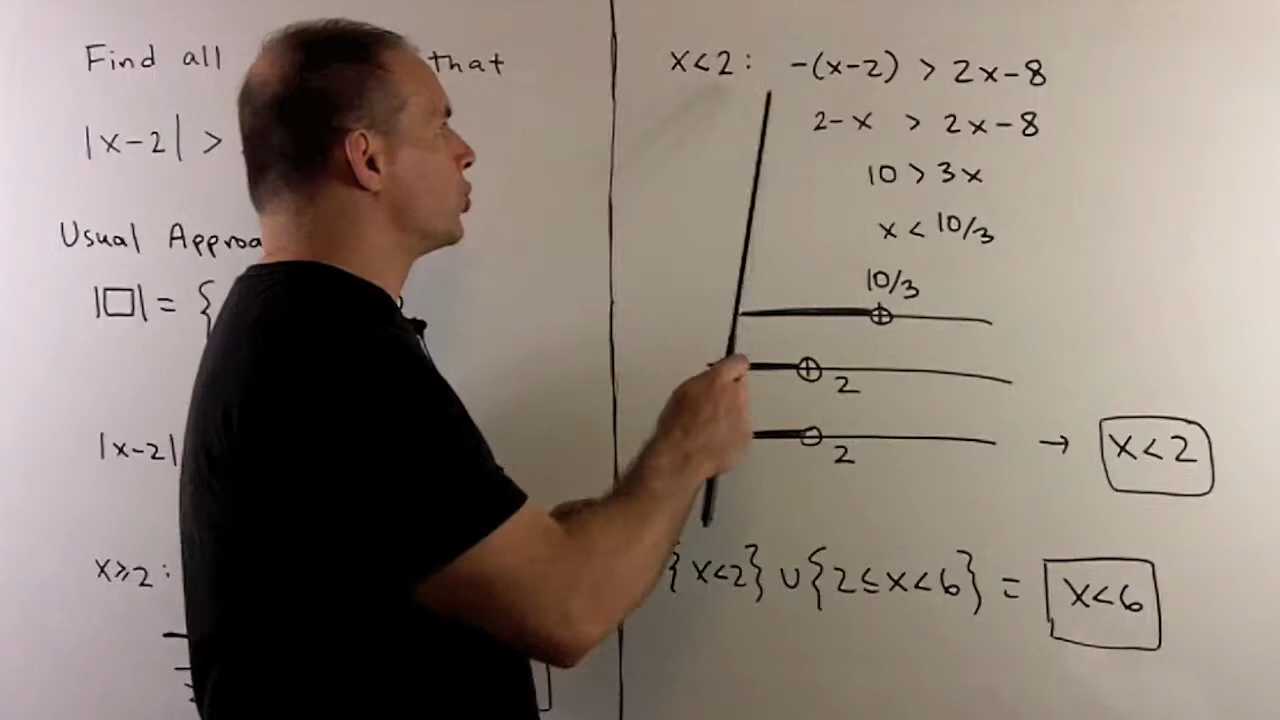 Find all that
|x-2| >
Usual Approa
|□| = {
|x-2|
x≥2:
x<2: -(x-2) > 2x-8
2-x > 2x-8
10 > 3x
x < 10/3
10/3
2
2 → x<2
{x<2} ∪ {2≤x<6} = x<6